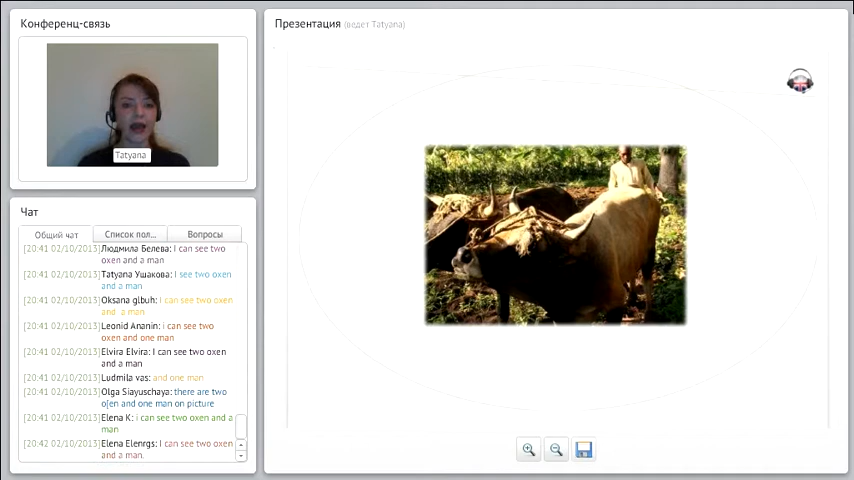 Конференц-связь
Tatyana
Чат
Общий чат
Список пол...
Вопросы
[20:41 02/10/2013]Людмила Белева: I can see two
oxen and a man
[20:41 02/10/2013]Tatyana Ушакова: I see two oxen
and a man
[20:41 02/10/2013]Oksana glbuh: I can see two oxen
and a man
[20:41 02/10/2013]Leonid Ananin: i can see two
oxen and one man
[20:41 02/10/2013]Elvira Elvira: I can see two oxen
and a man
[20:41 02/10/2013]Ludmila vas: and one man
[20:41 02/10/2013]Olga Siayuschaya: there are two
o[en and one man on picture
[20:41 02/10/2013]Elena K: i can see two oxen and a
man
[20:42 02/10/2013]Elena Elenrgs: I can see two oxen
and a man.
Презентация (ведет Tatyana)